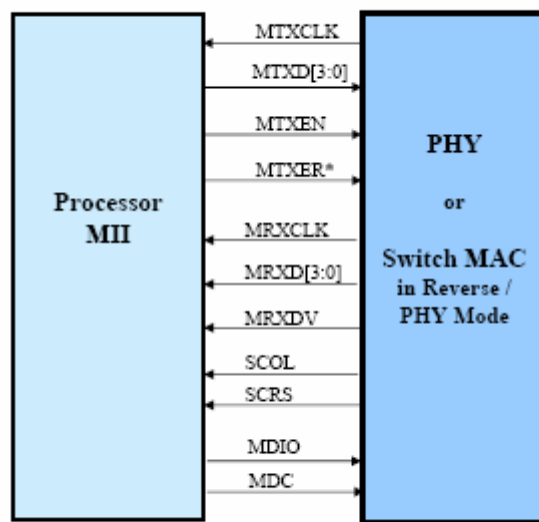 Processor
MII
MTXCLK
MTXD[3:0]
MTXEN
MTXER*
MRXCLK
MRXD[3:0]
MRXDV
SCOL
SCRS
MDIO
MDC
PHY
or
Switch MAC
in Reverse /
PHY Mode